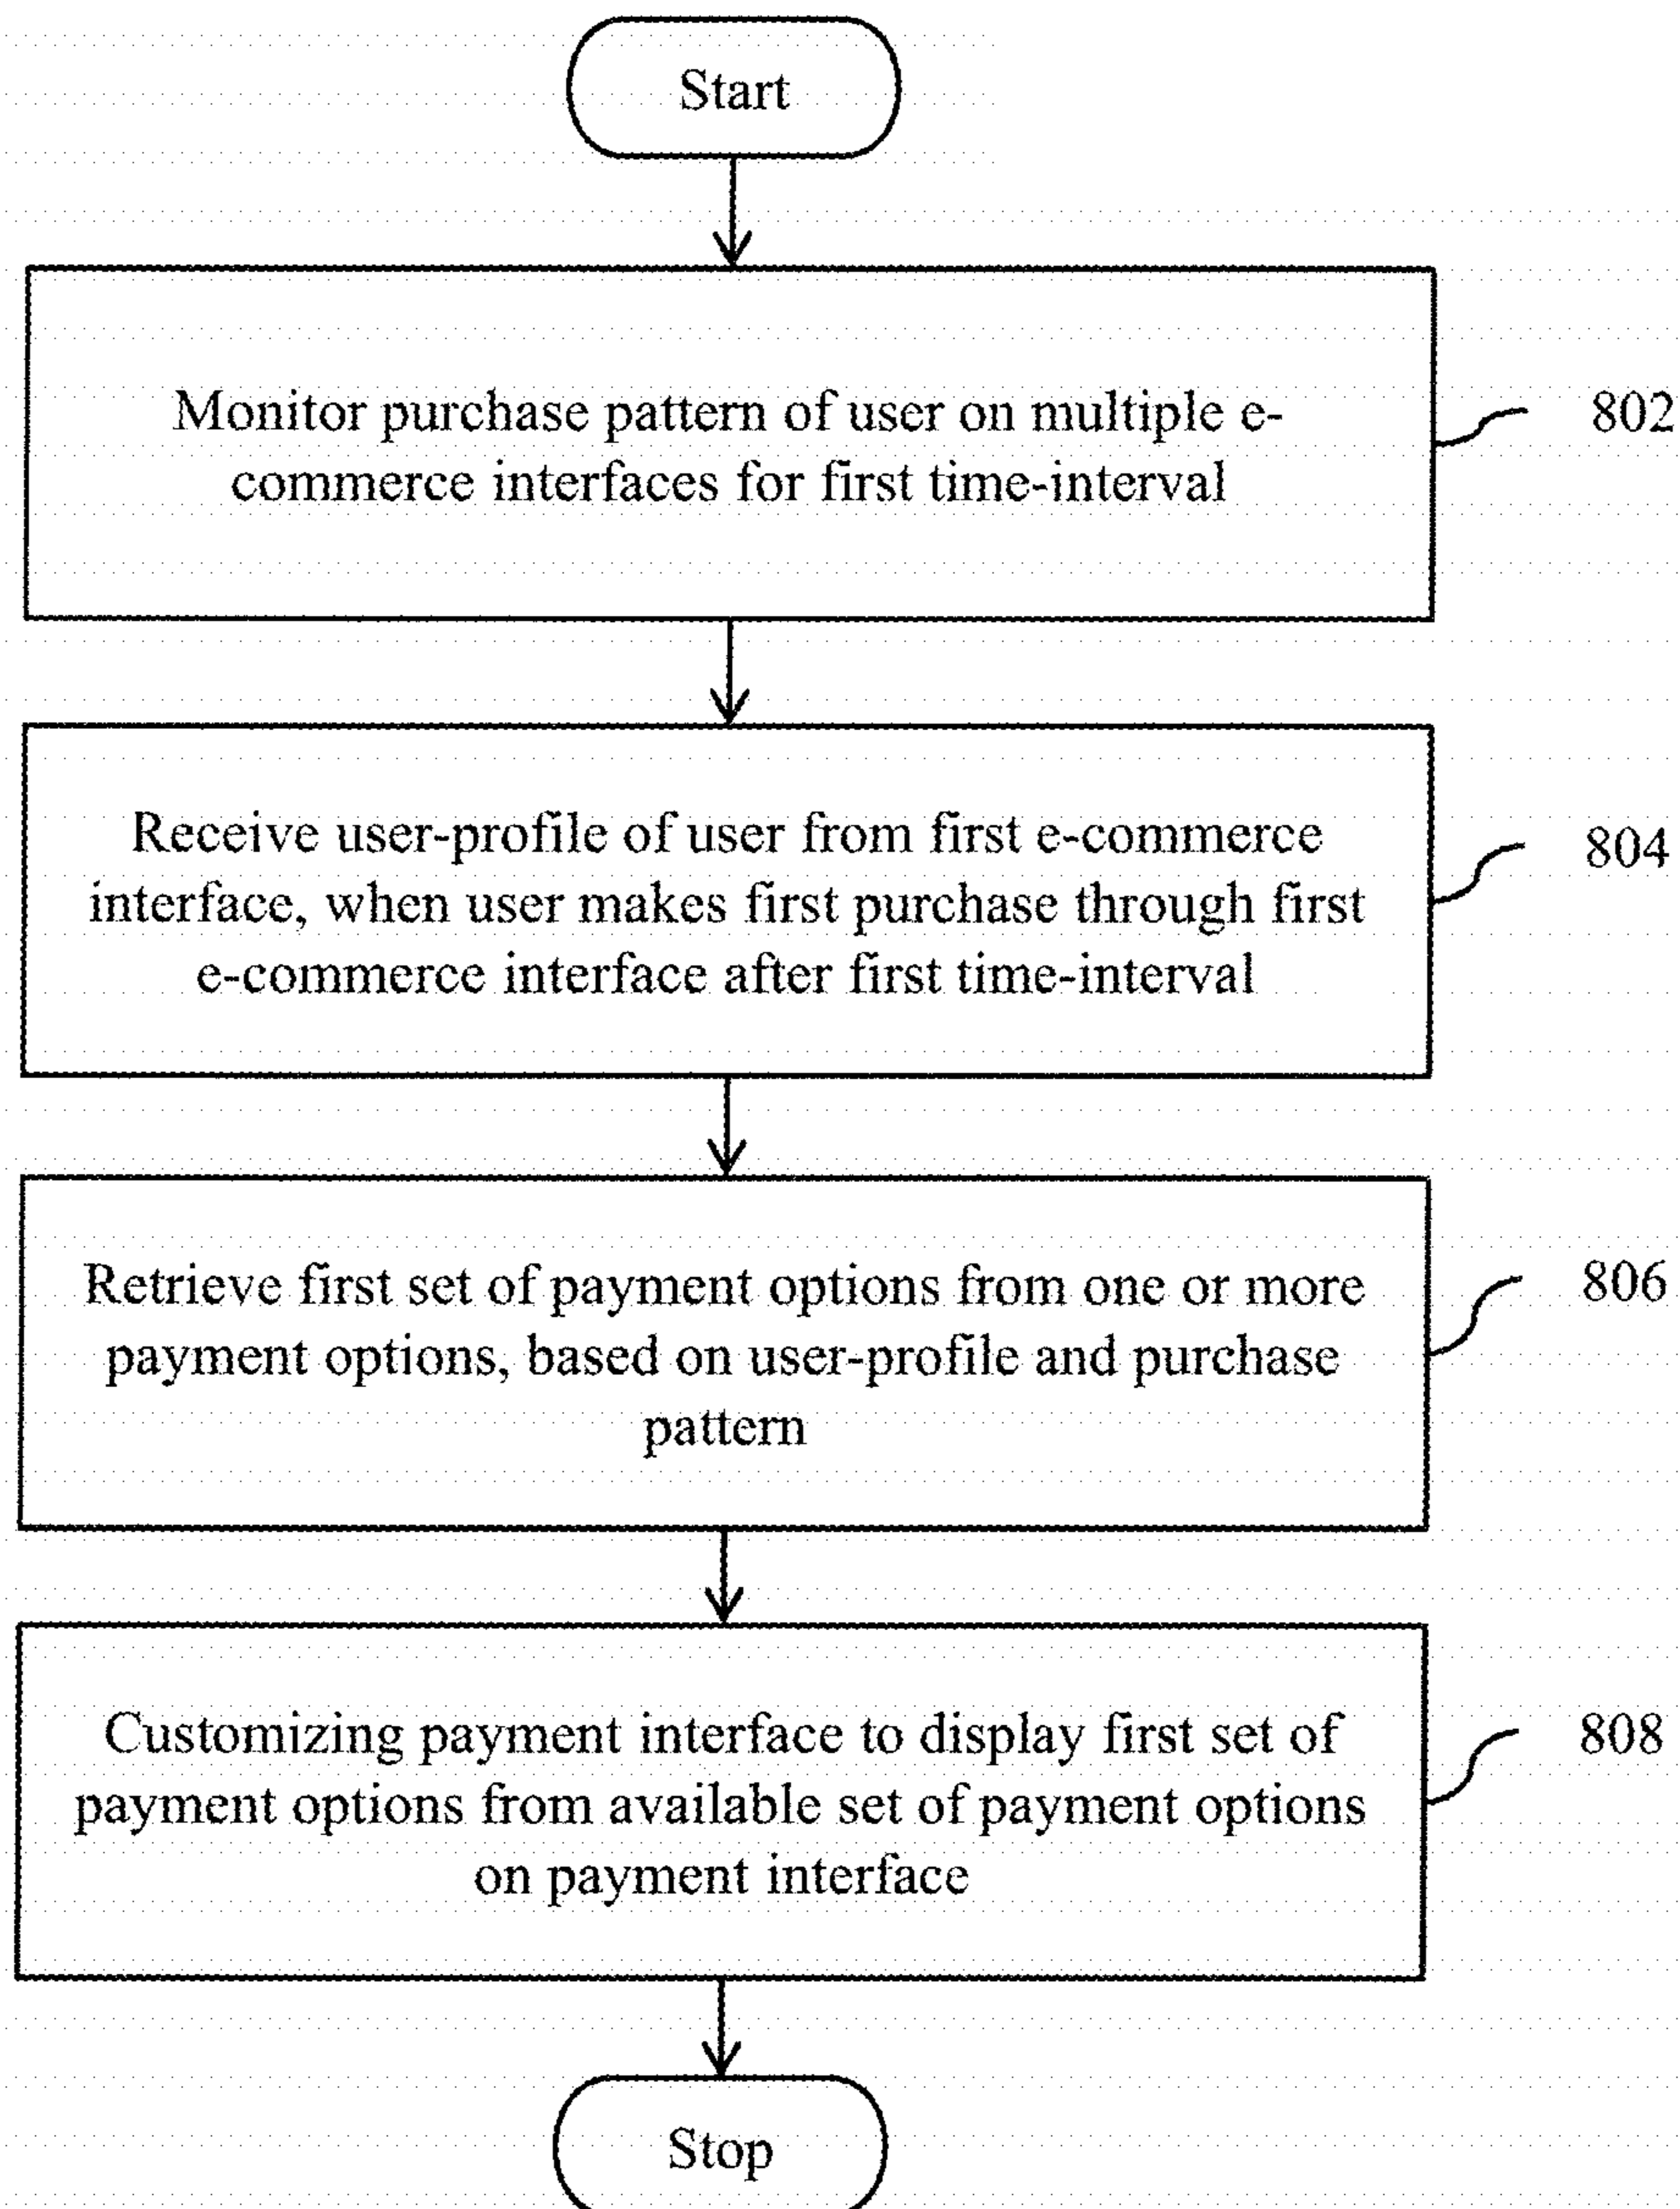 Start
Monitor purchase pattern of user on multiple e-
commerce interfaces for first time-interval
802
Receive user-profile of user from first e-commerce
interface, when user makes first purchase through first
e-commerce interface after first time-interval
804
Retrieve first set of payment options from one or more
payment options, based on user-profile and purchase
pattern
806
Customizing payment interface to display first set of
payment options from available set of payment options
on payment interface
808
Stop